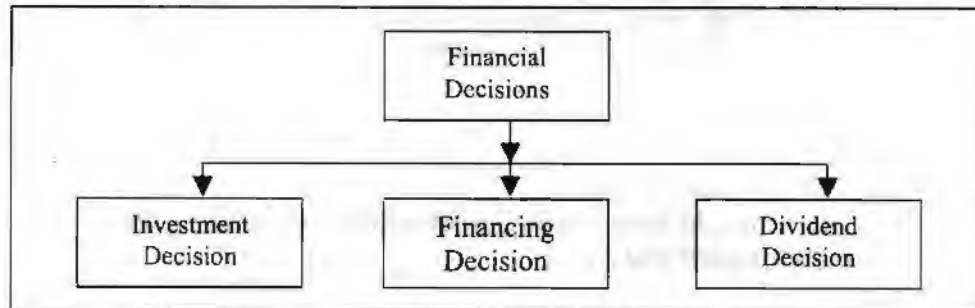 Financial
Decisions
Investment
Decision
Financing
Decision
Dividend
Decision